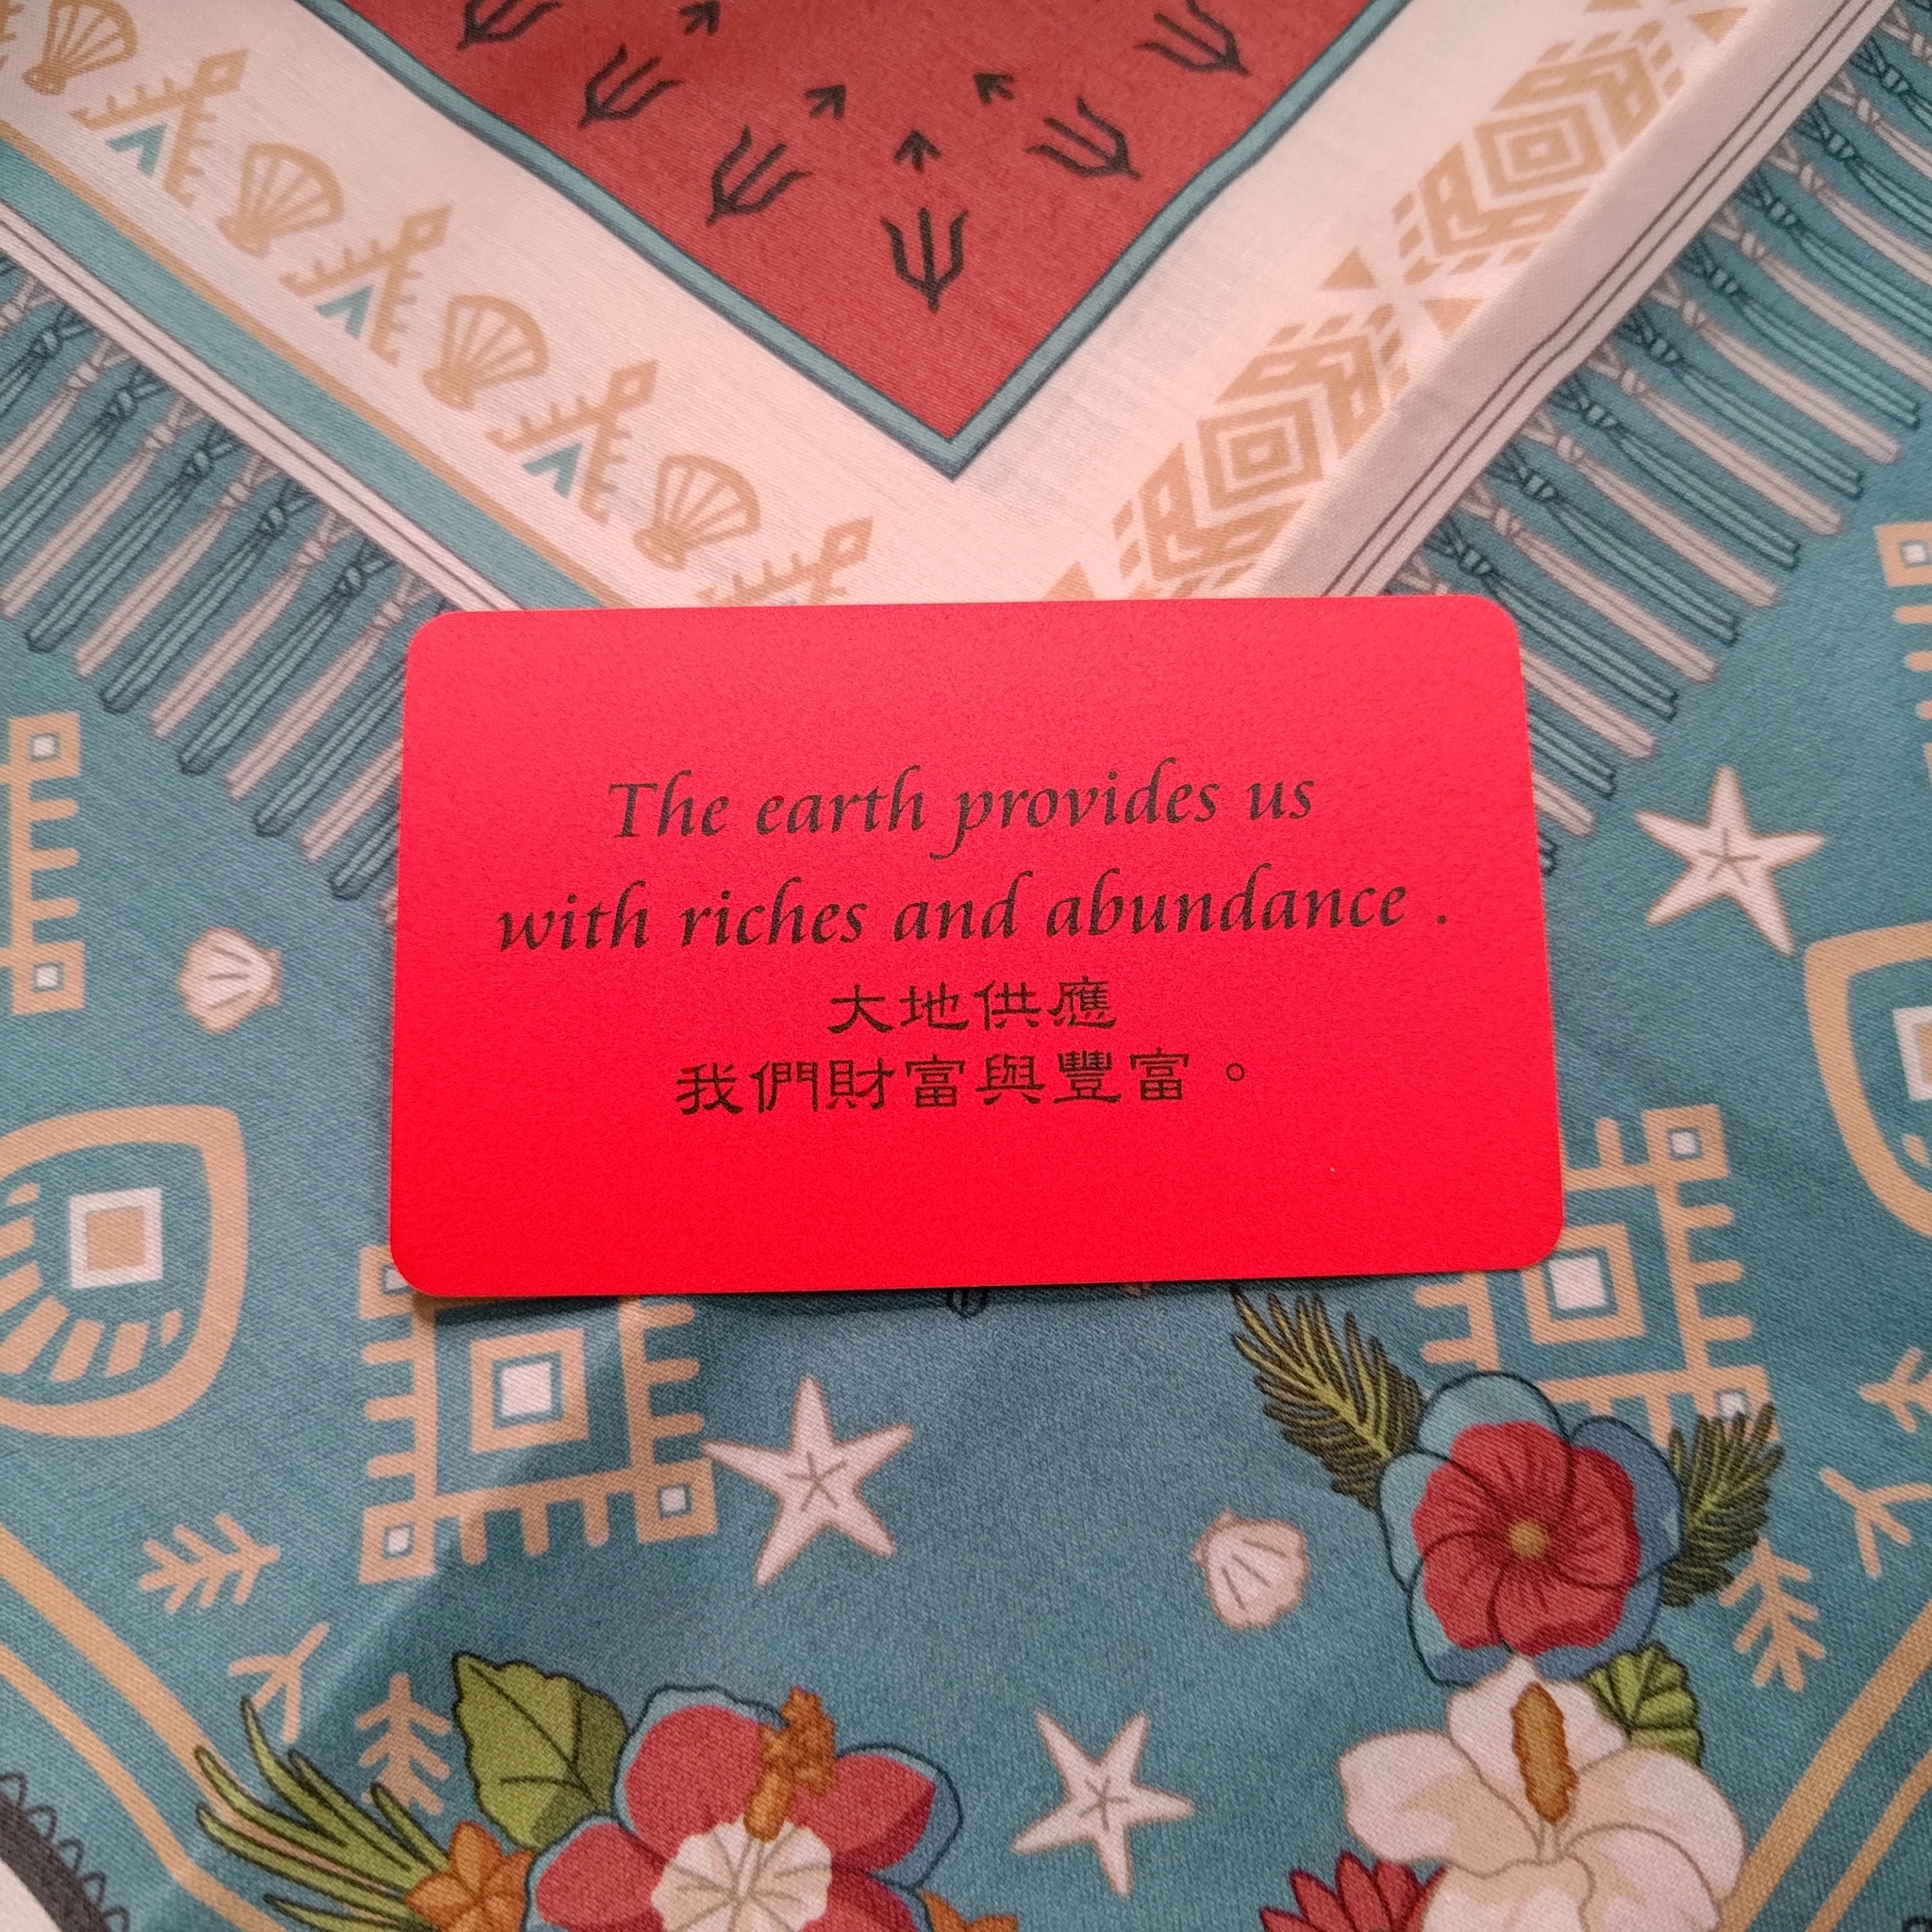 The earth provides us
with riches and abundance .
大地供應
我們財富與豐富。